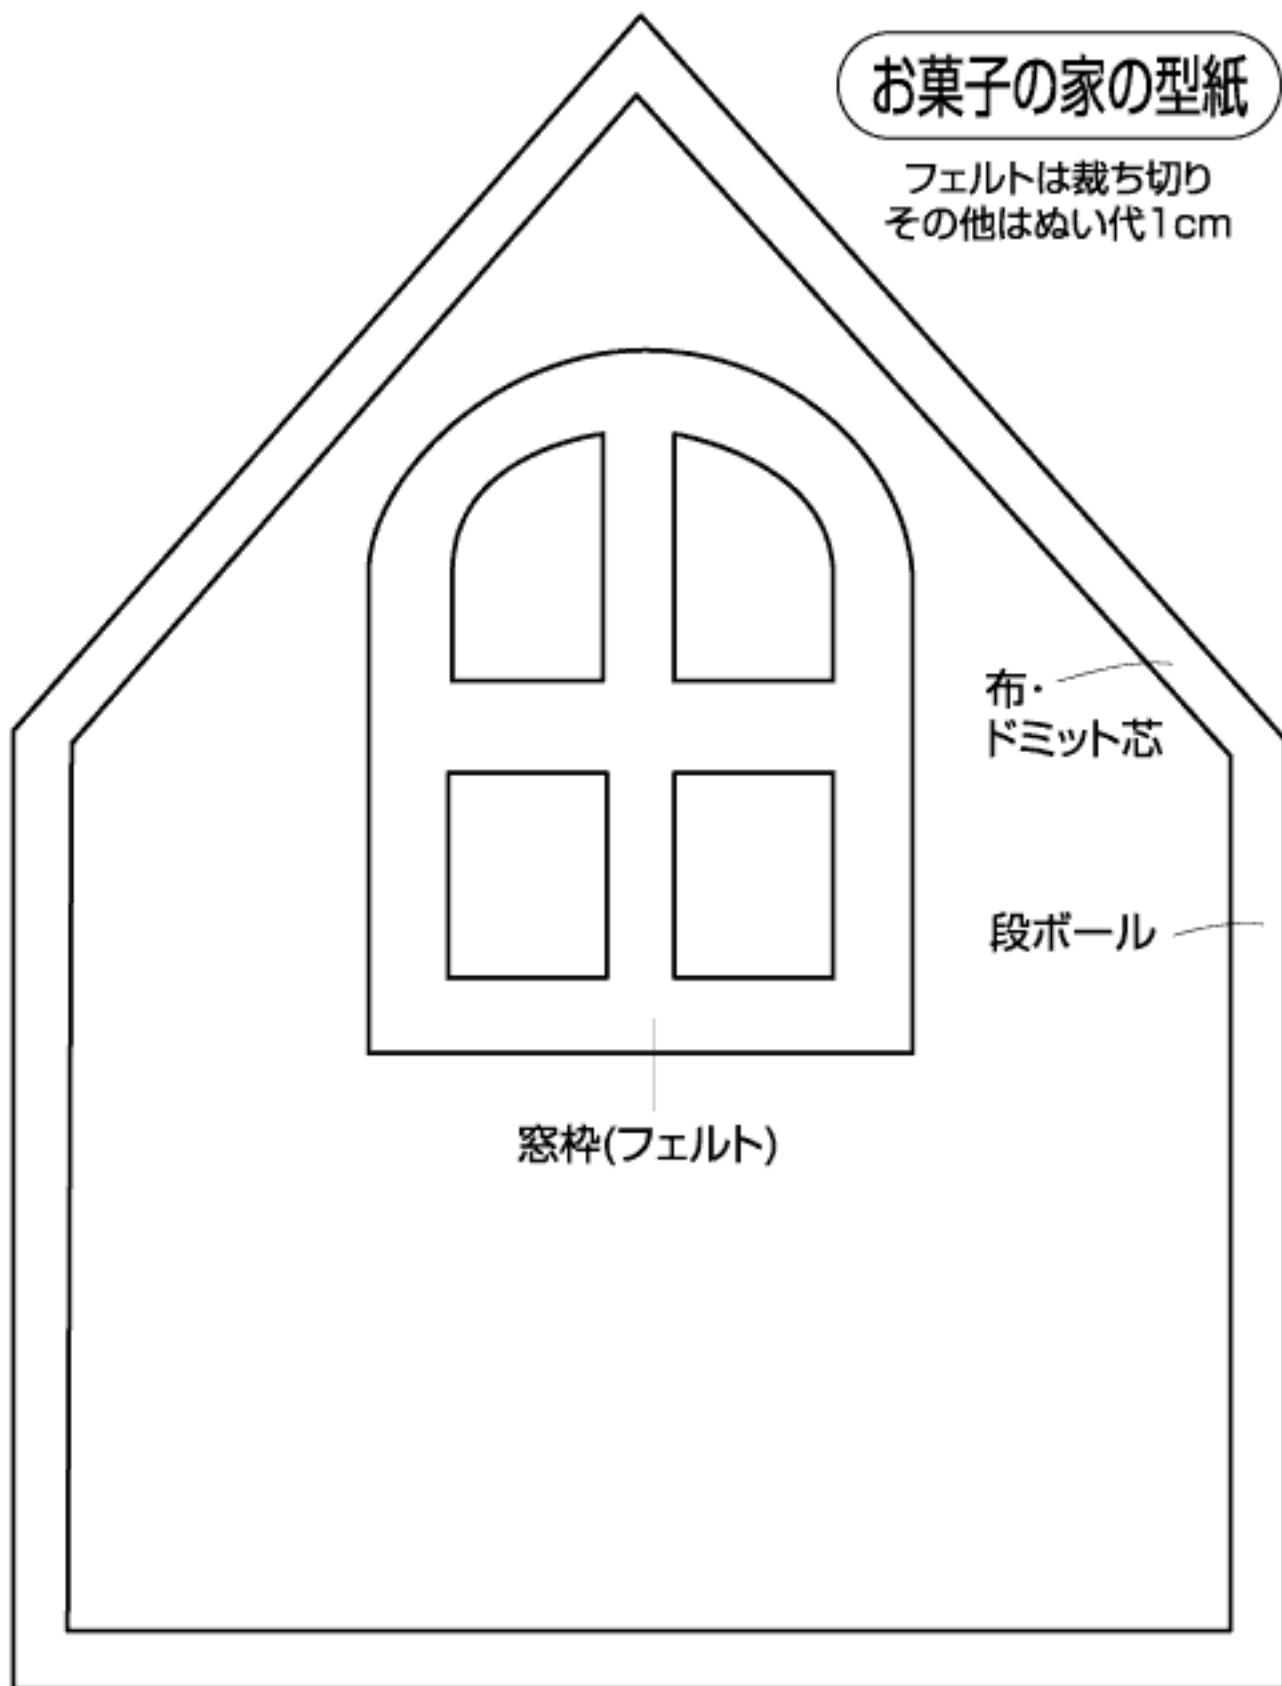 お菓子の家の型紙
フェルトは裁ち切り
その他はぬい代1cm
布・
ドミット芯
段ボール
窓枠(フェルト)